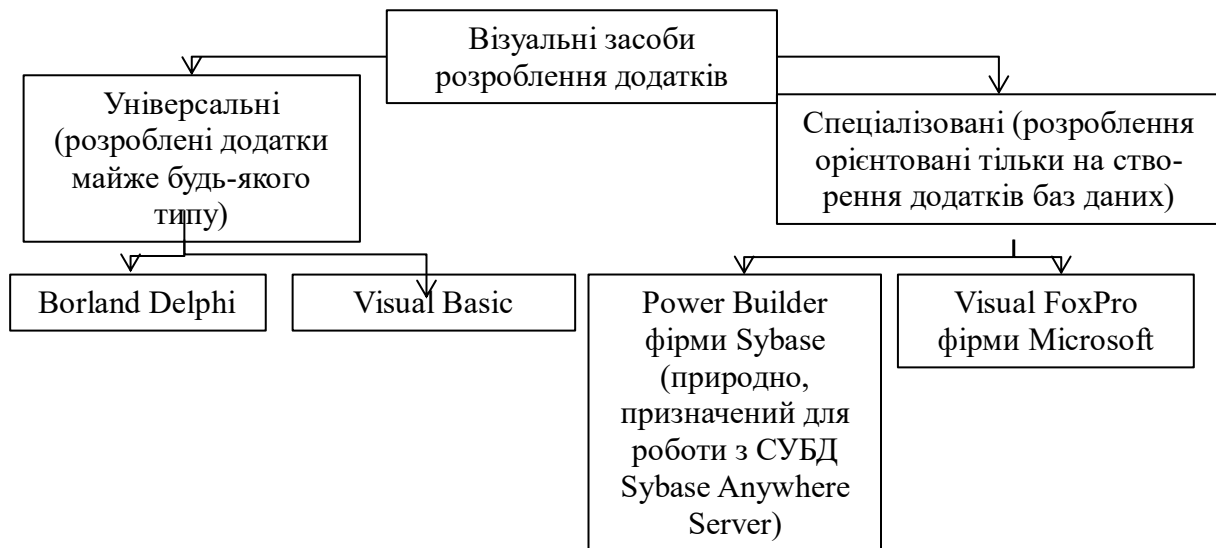 Візуальні засоби
розроблення додатків
Універсальні
(розроблені додатки
майже будь-якого
типу)
Спеціалізовані (розроблення
орієнтовані тільки на ство-
рення додатків баз даних)
Borland Delphi
Visual Basic
Power Builder
фірми Sybase
(природно,
призначений для
роботи з СУБД
Sybase Anywhere
Server)
Visual FoxPro
фірми Microsoft